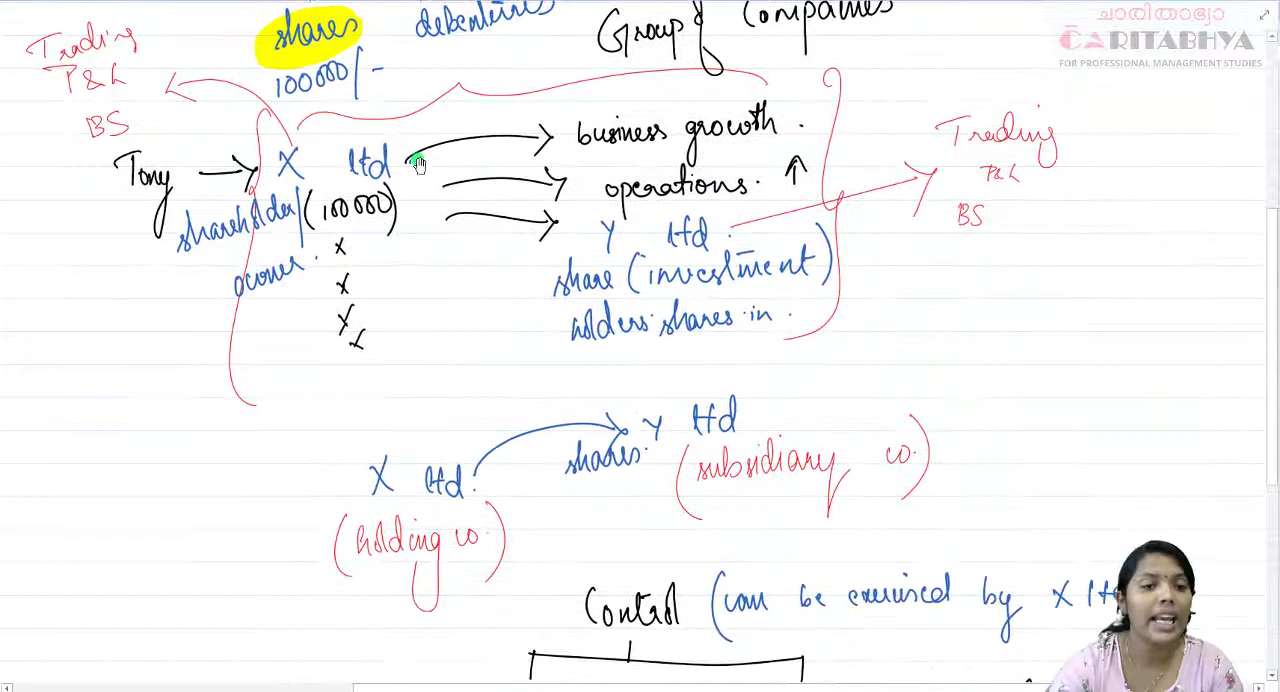 shares debentures Group of Companies
ചാരിതാഭ്യാ
CARITABHYA
FOR PROFESSIONAL MANAGEMENT STUDIES
Trading
P&L
BS
100000/-
Tony X ltd
shareholder/
owner.
(100000)
x
x
x
x
business growth.
operations. ↑
Y ltd.
share (investment)
holders shares in.
Trading
P&L
BS
X ltd.
(holding co.)
shares. Y ltd
(subsidiary co.)
Control (can be exercised by X ltd